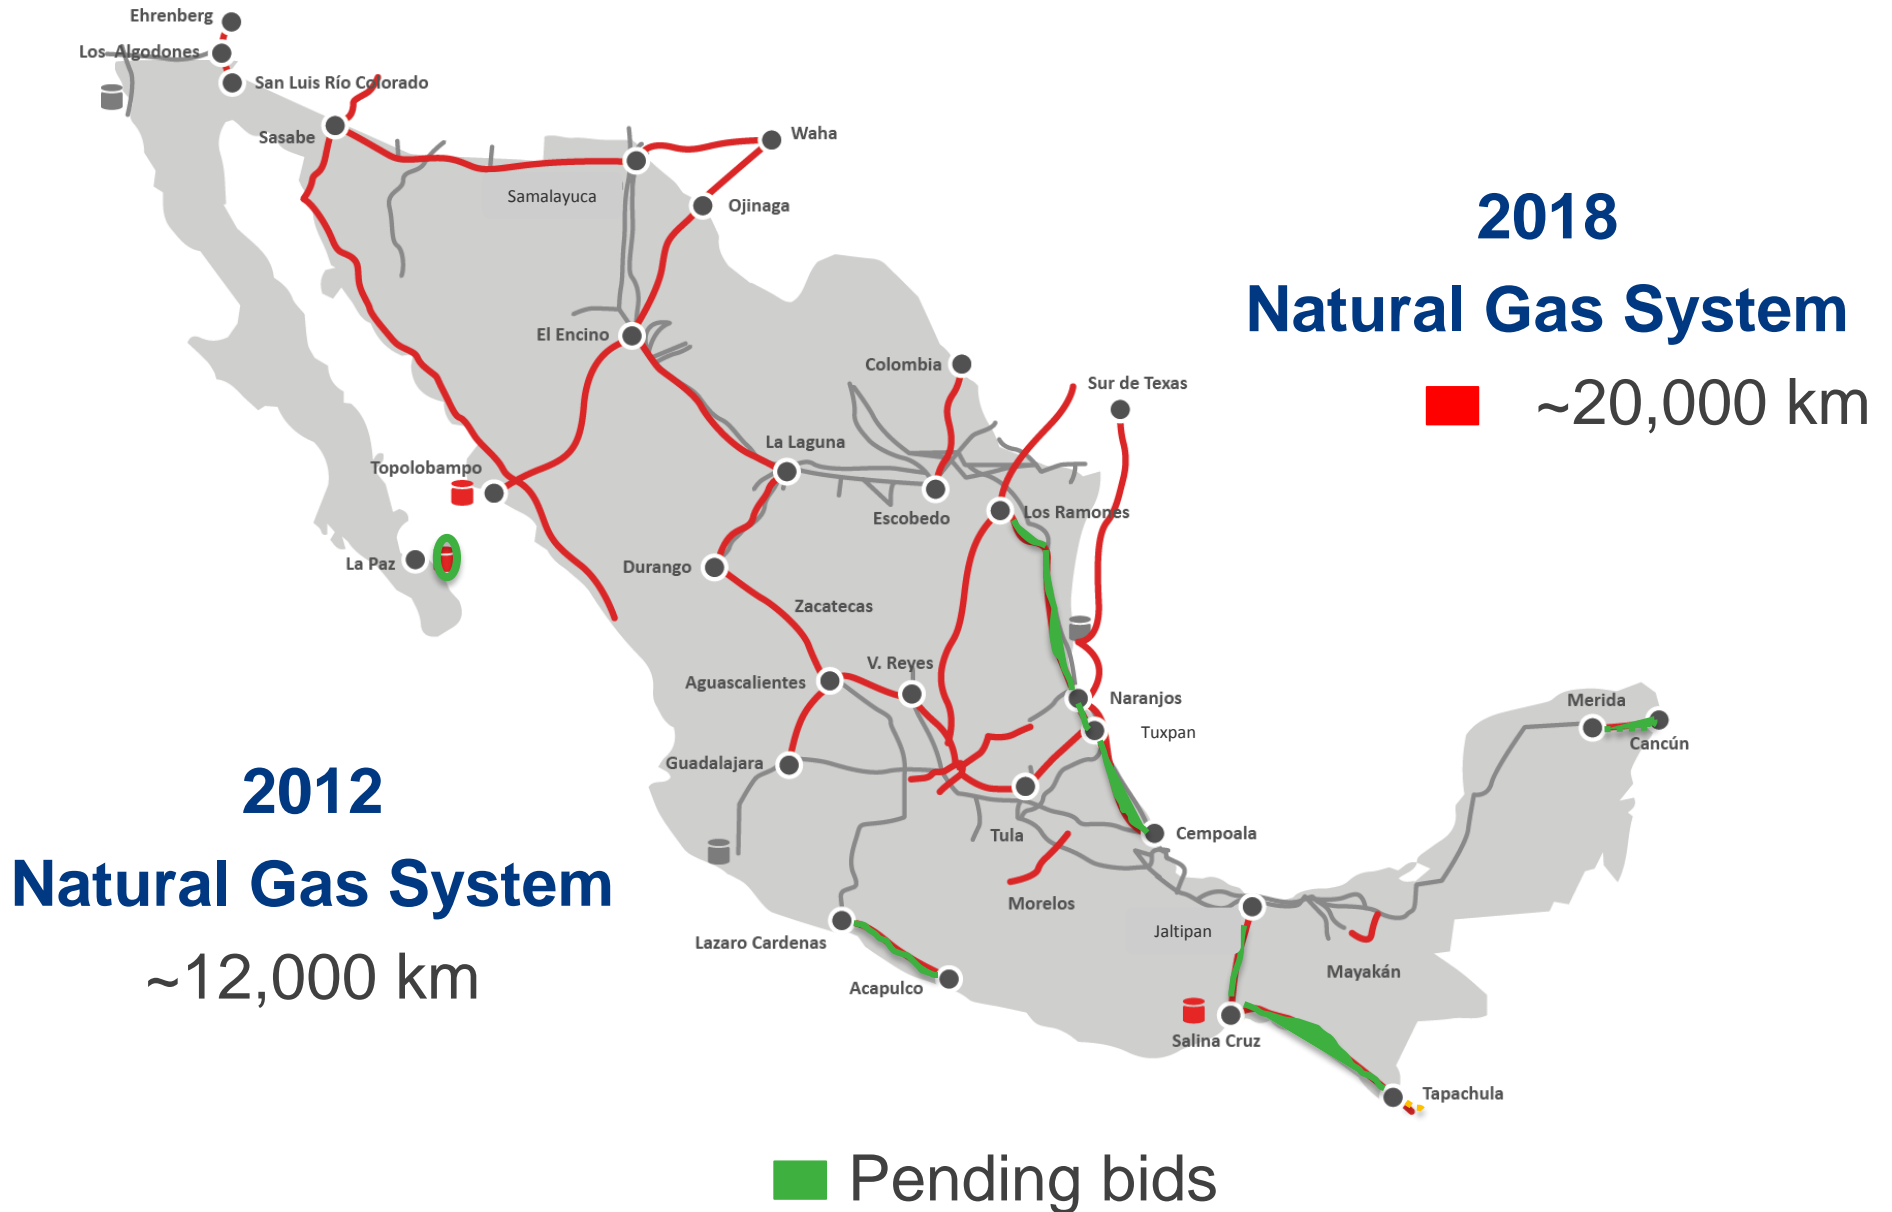 Ehrenberg
Los Algodones
San Luis Río Colorado
Sasabe
Waha
Samalayuca
Ojinaga
2018
Natural Gas System
~20,000 km
El Encino
Colombia
Sur de Texas
La Laguna
Topolobampo
Escobedo
Los Ramones
La Paz
Durango
Zacatecas
V. Reyes
Aguascalientes
Naranjos
Tuxpan
Merida
Cancún
Guadalajara
2012
Natural Gas System
~12,000 km
Tula
Cempoala
Morelos
Jaltipan
Lazaro Cardenas
Mayakán
Acapulco
Salina Cruz
Tapachula
Pending bids